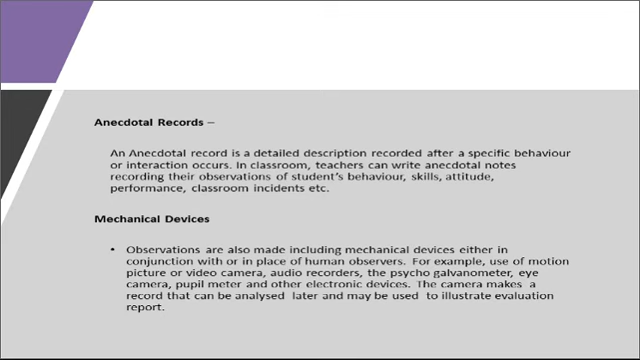 Anecdotal Records –
An Anecdotal record is a detailed description recorded after a specific behaviour
or interaction occurs. In classroom, teachers can write anecdotal notes
recording their observations of student's behaviour, skills, attitude,
performance, classroom incidents etc.
Mechanical Devices
• Observations are also made including mechanical devices either in
conjunction with or in place of human observers. For example, use of motion
picture or video camera, audio recorders, the psycho galvanometer, eye
camera, pupil meter and other electronic devices. The camera makes a
record that can be analysed later and may be used to illustrate evaluation
report.